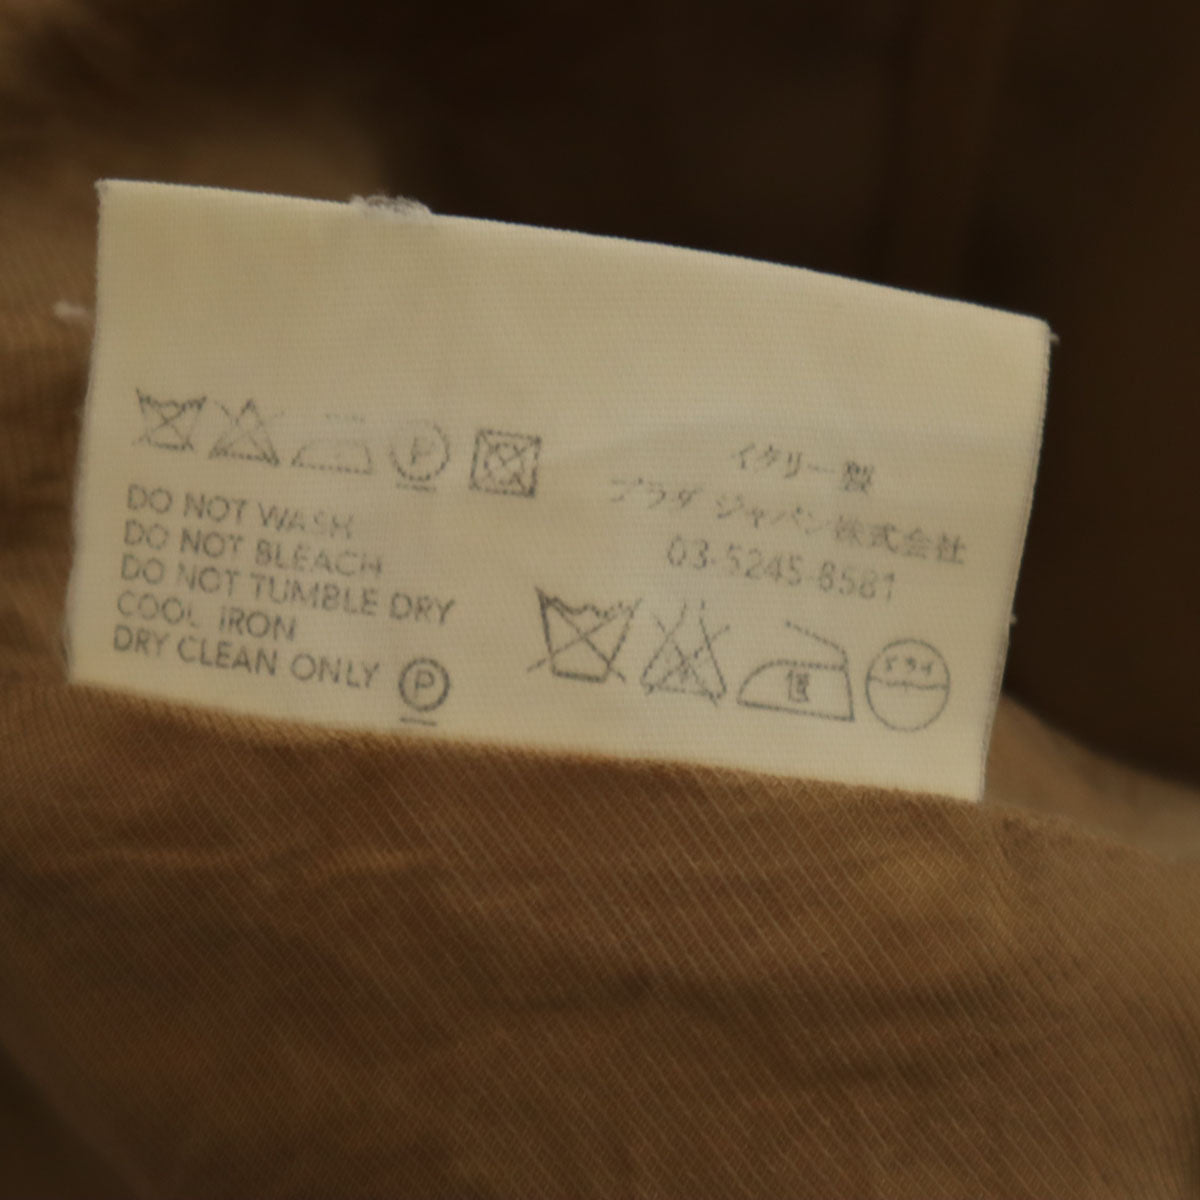 P
DO NOT WASH
DO NOT BLEACH
DO NOT TUMBLE DRY
COOL IRON
DRY CLEAN ONLY P
イタリー製
プラダ ジャパン株式会社
03-5245-8581
低 ドライ